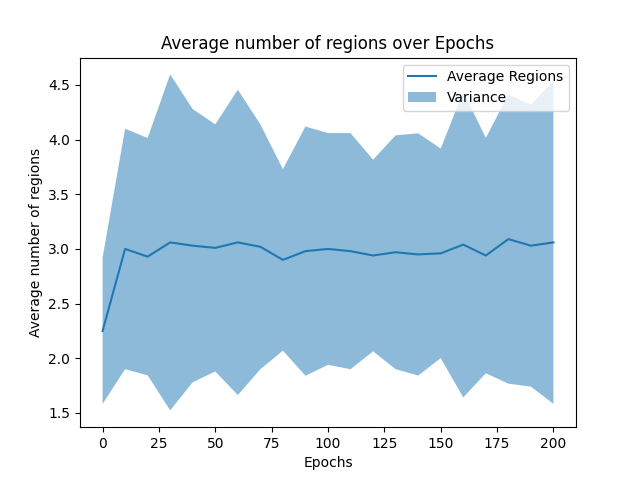 Average number of regions over Epochs
Average Regions
Variance
Average number of regions
4.5
4.0
3.5
3.0
2.5
2.0
1.5
0 25 50 75 100 125 150 175 200
Epochs